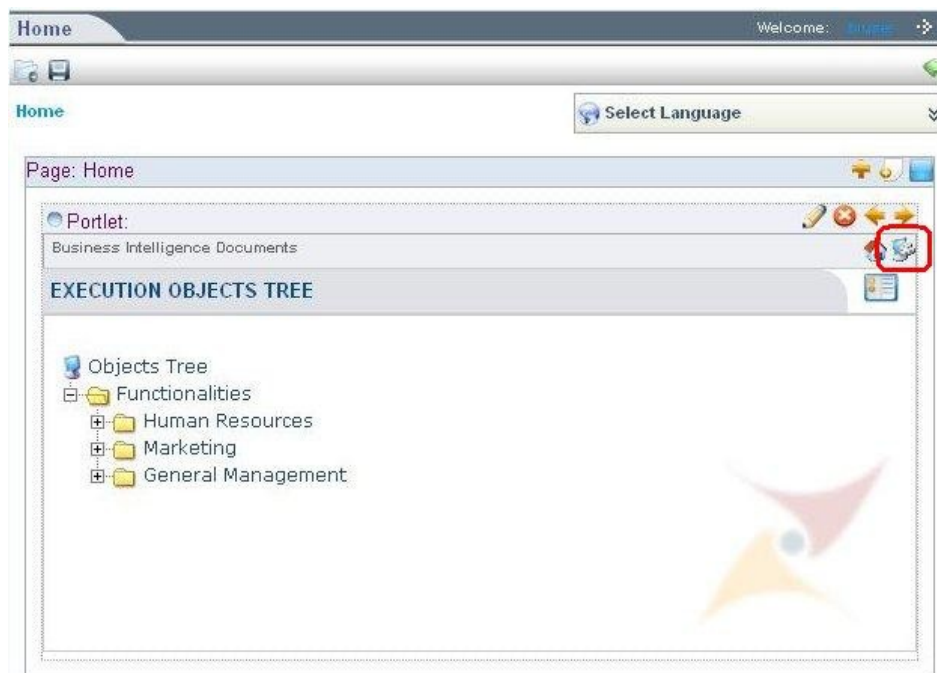 Home
Welcome:
Home
Select Language
Page: Home
Portlet:
Business Intelligence Documents
EXECUTION OBJECTS TREE
Objects Tree
Functionalities
Human Resources
Marketing
General Management